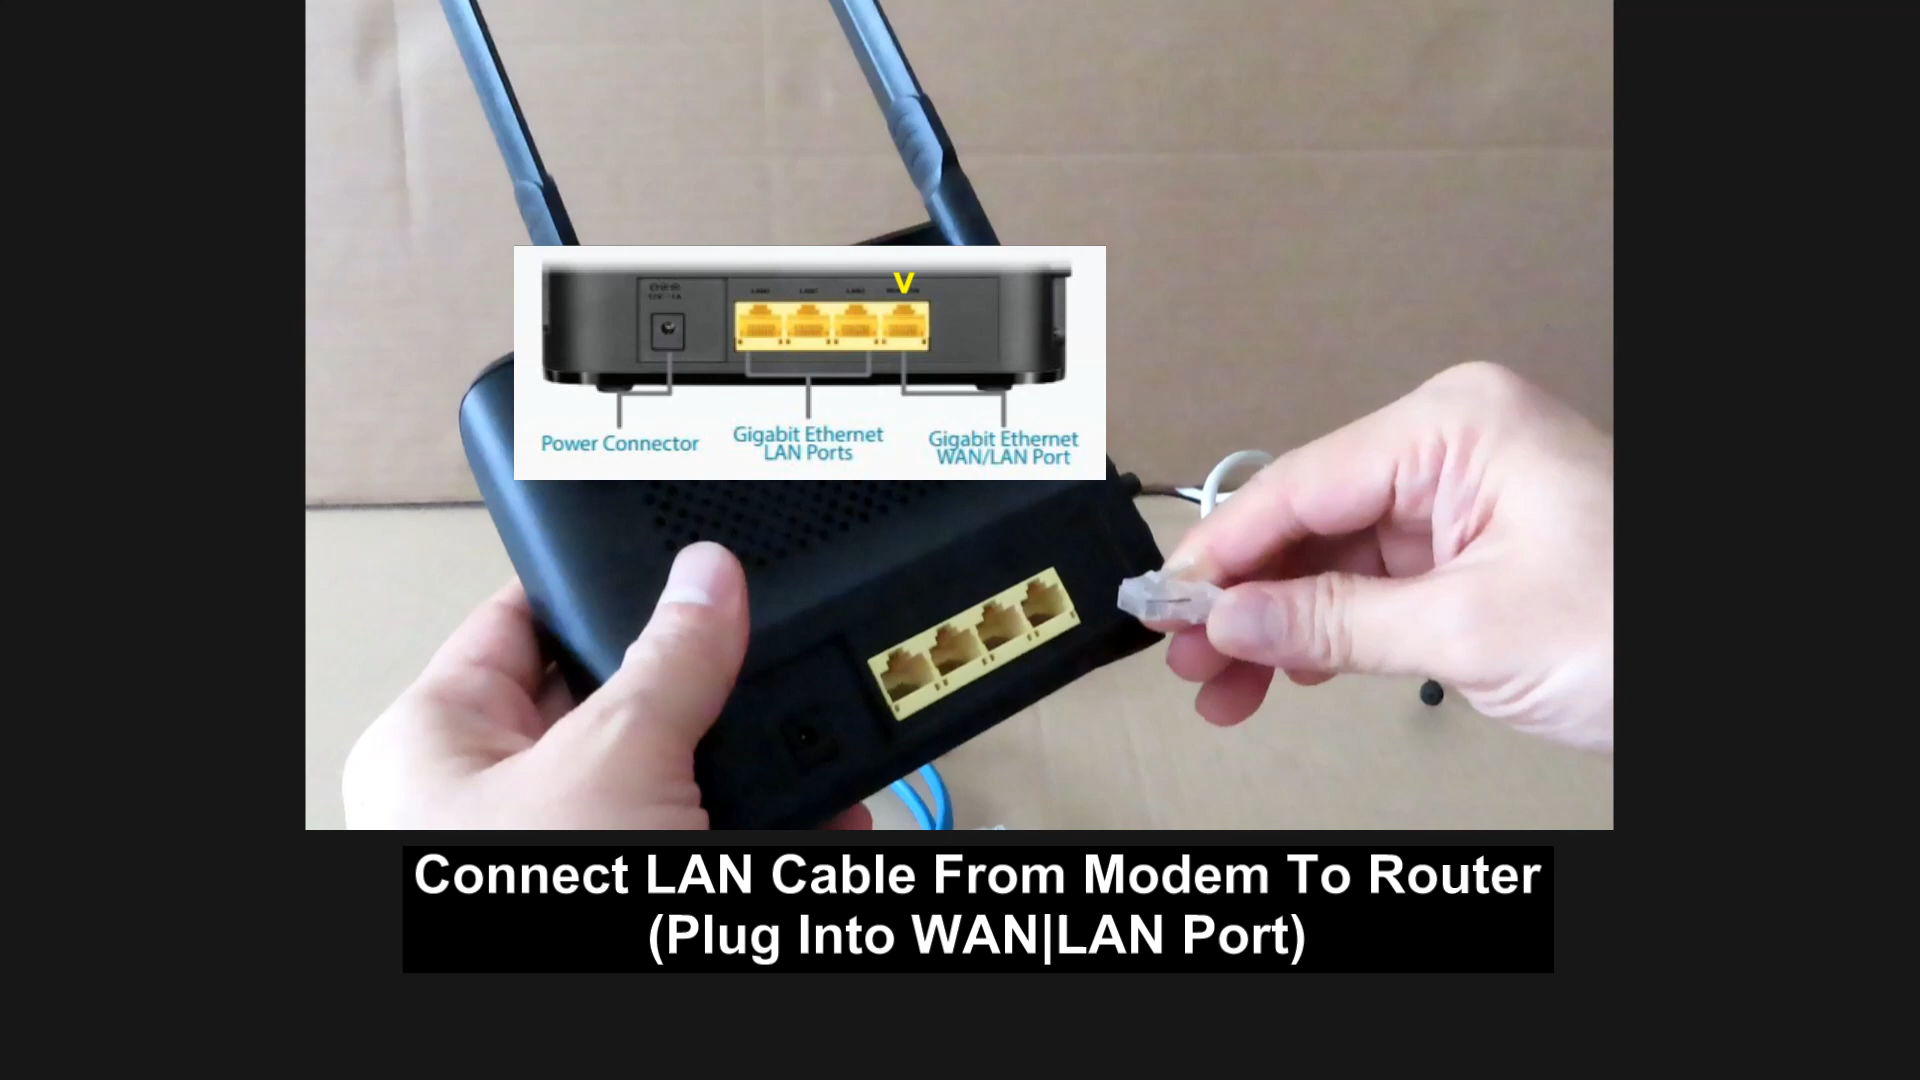 V
Power Connector
Gigabit Ethernet
LAN Ports
Gigabit Ethernet
WAN/LAN Port
Connect LAN Cable From Modem To Router
(Plug Into WAN|LAN Port)